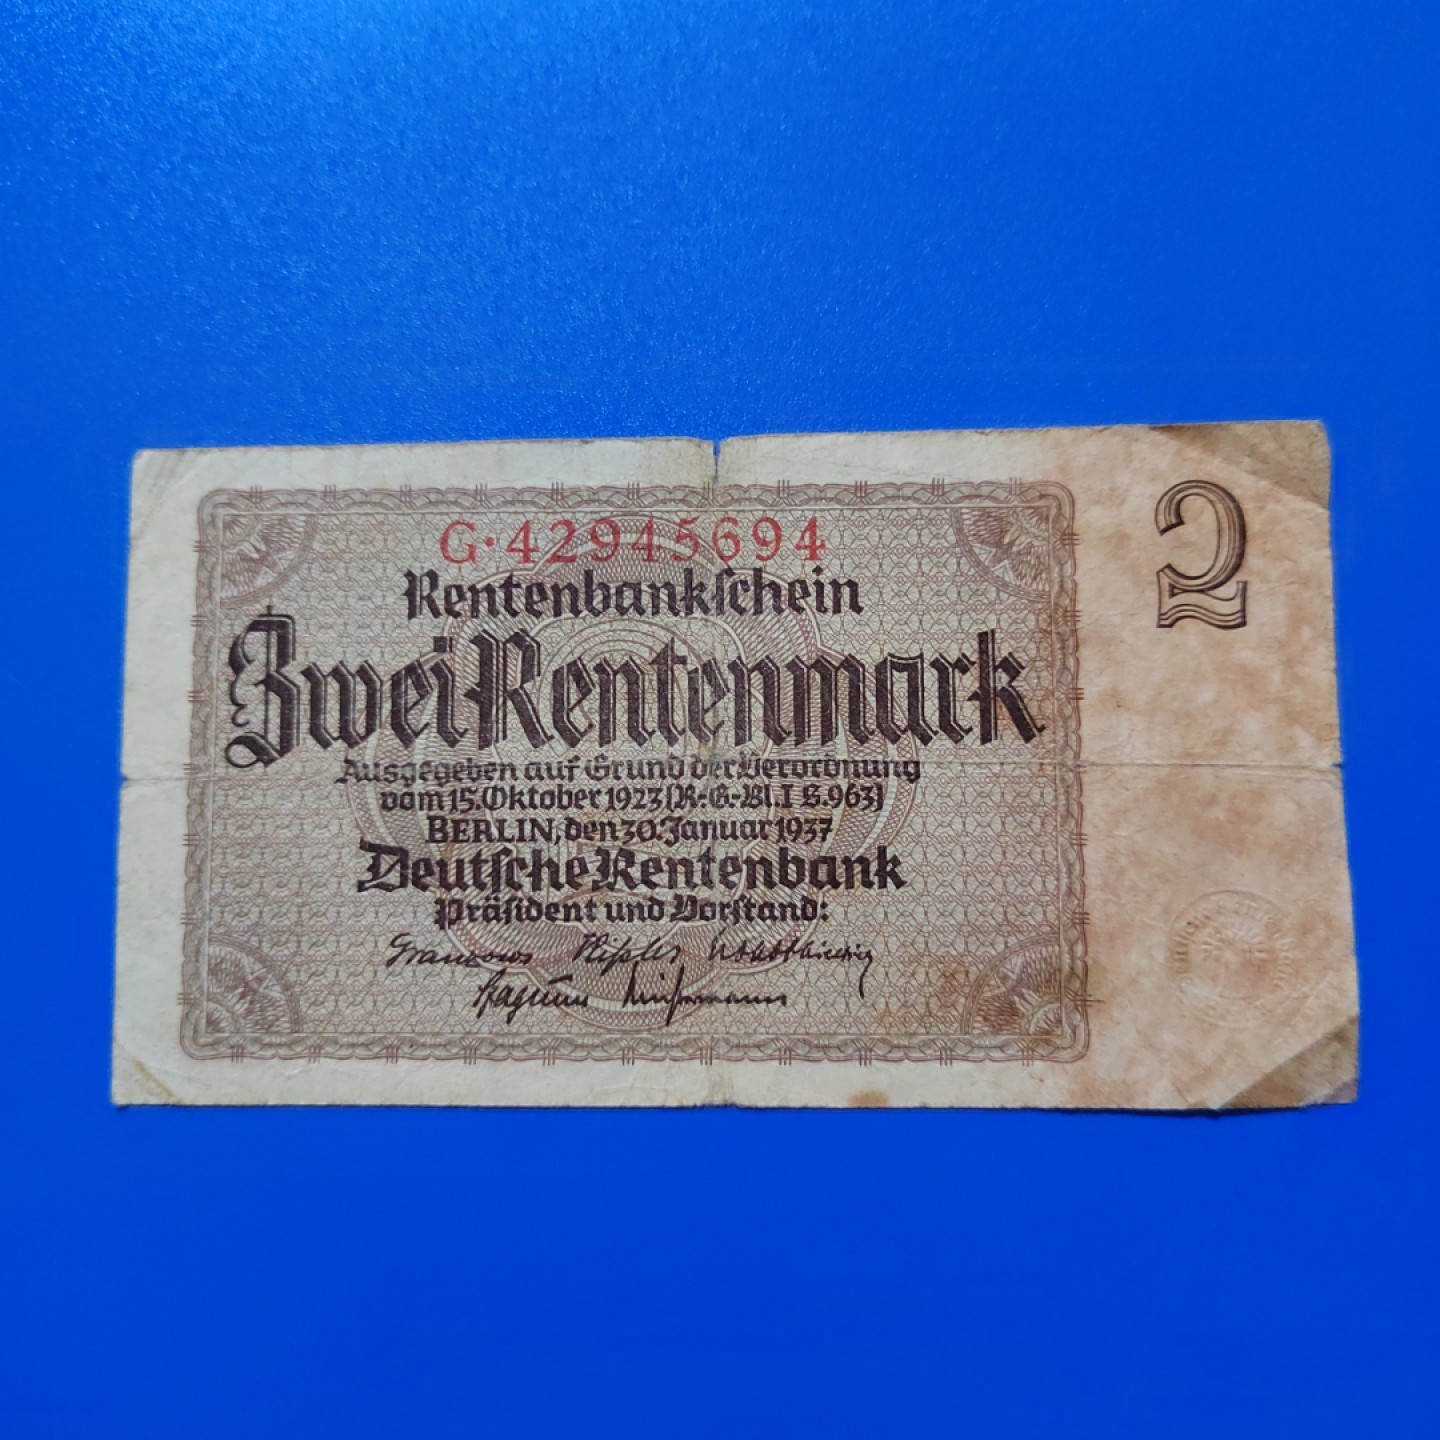 G·42945694
2
Rentenbankschein
Zwei Rentenmark
Ausgegeben auf Grund der Verordnung
vom 15. Oktober 1923 (R.-G.-Bl. I S. 963)
BERLIN, den 30. Januar 1937
Deutsche Rentenbank
Präsident und Vorstand: